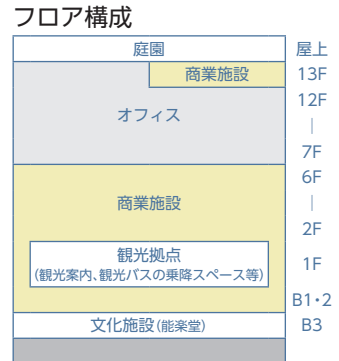 フロア構成
庭園 屋上
商業施設 13F
オフィス 12F
｜
7F
商業施設 6F
｜
2F
観光拠点 1F
(観光案内、観光バスの乗降スペース等)
B1・2
文化施設(能楽堂) B3